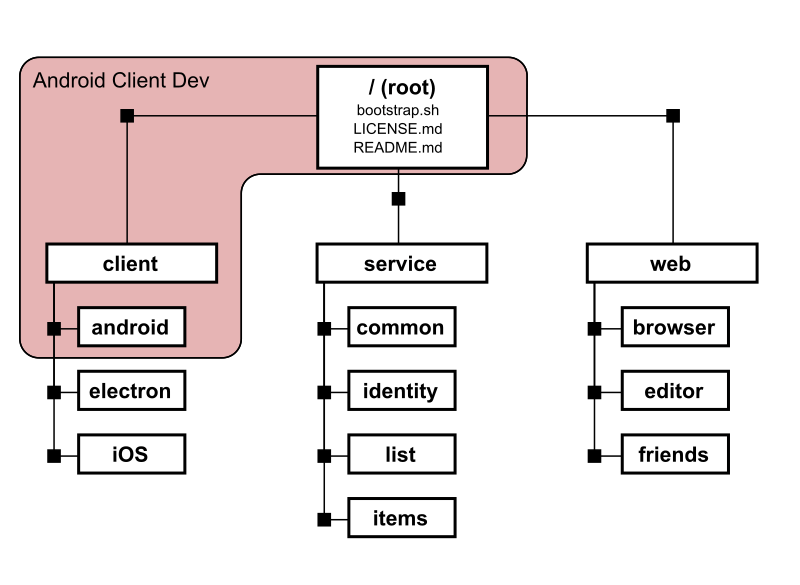 Android Client Dev
/ (root)
bootstrap.sh
LICENSE.md
README.md
client
android
electron
iOS
service
common
identity
list
items
web
browser
editor
friends